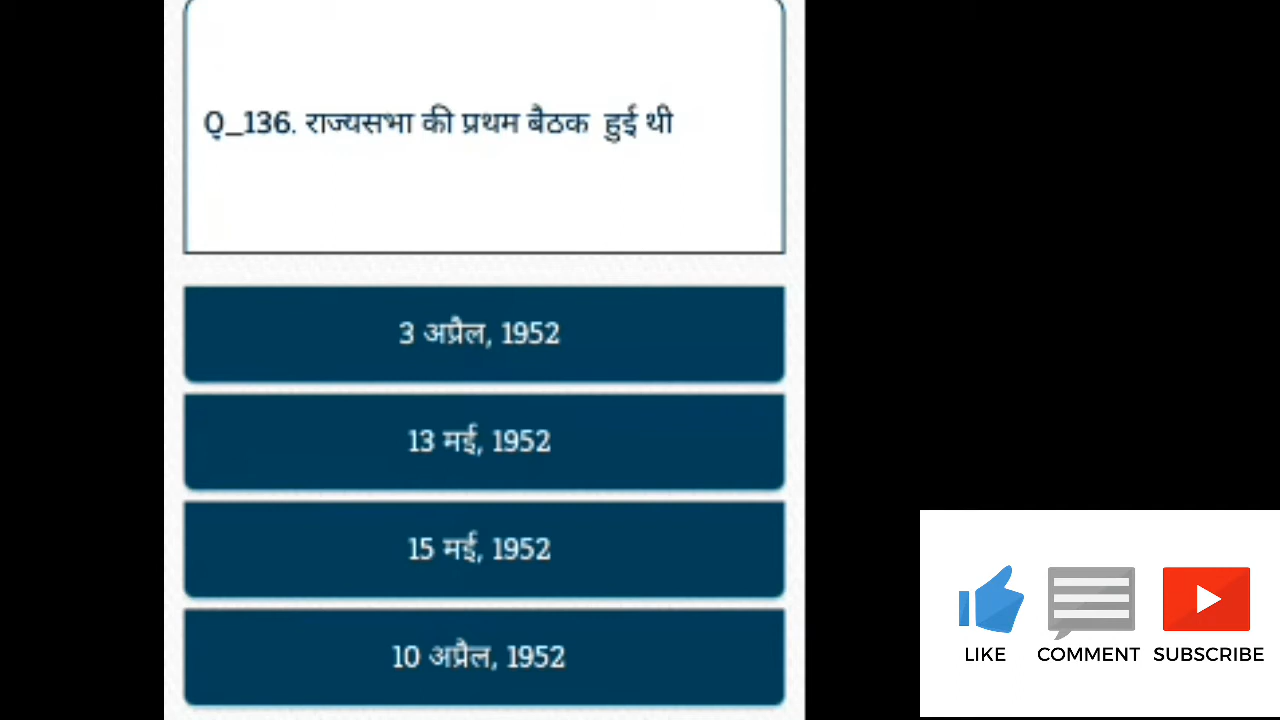 Q_136. राज्यसभा की प्रथम बैठक हुई थी
3 अप्रैल, 1952
13 मई, 1952
15 मई, 1952
10 अप्रैल, 1952
LIKE COMMENT SUBSCRIBE